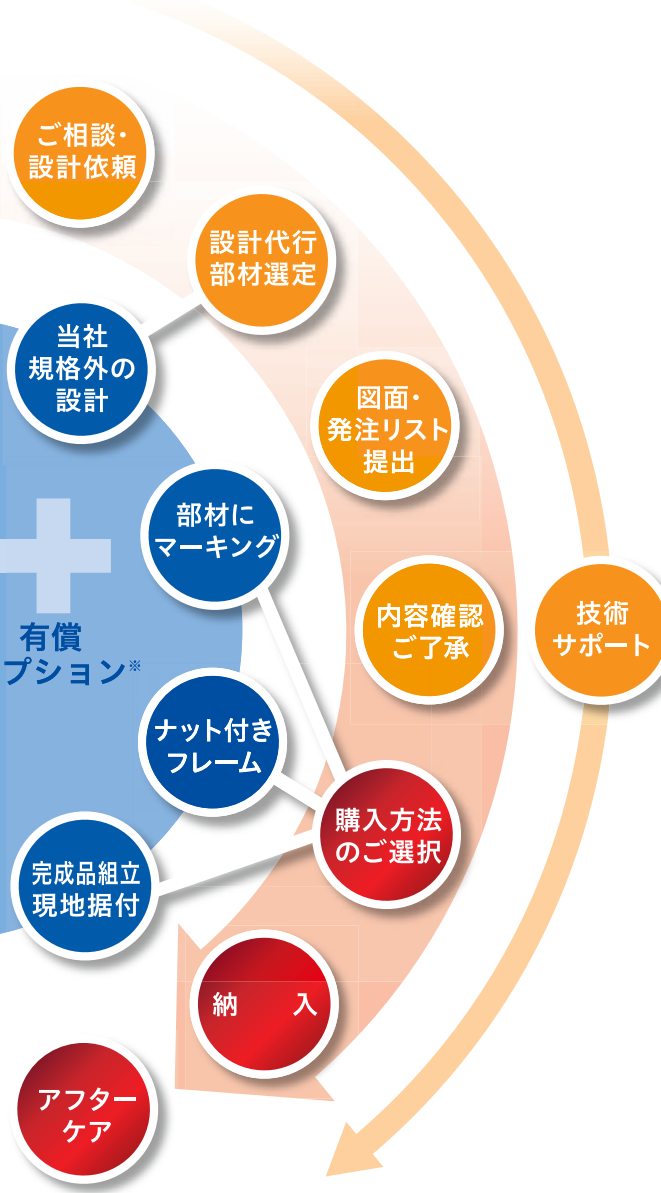 ご相談・
設計依頼
設計代行
部材選定
当社
規格外の
設計
図面・
発注リスト
提出
部材に
マーキング
内容確認
ご了承
技術
サポート
有償
プション※
ナット付き
フレーム
購入方法
のご選択
完成品組立
現地据付
納　入
アフター
ケア